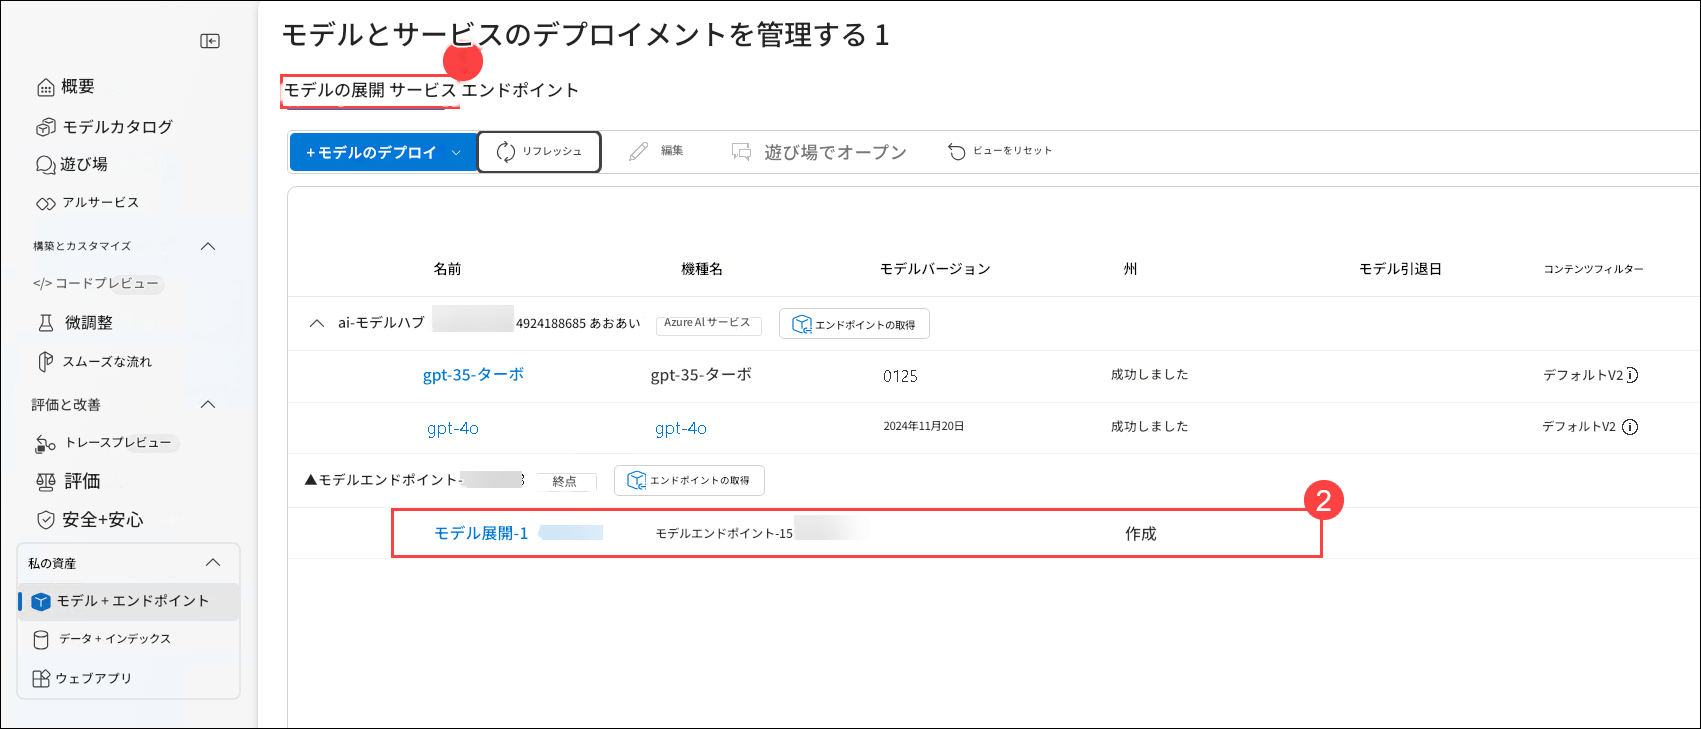 モデルとサービスのデプロイメントを管理する 1
モデルの展開 サービス エンドポイント
+ モデルのデプロイ
リフレッシュ
編集
遊び場でオープン
ビューをリセット
概要
モデルカタログ
遊び場
アルサービス
構築とカスタマイズ
</> コードプレビュー
微調整
スムーズな流れ
評価と改善
トレースプレビュー
評価
安全+安心
私の資産
モデル + エンドポイント
データ + インデックス
ウェブアプリ
名前 機種名 モデルバージョン 州 モデル引退日 コンテンツフィルター
ai-モデルハブ 4924188685 あおあい Azure AI サービス エンドポイントの取得
gpt-35-ターボ gpt-35-ターボ 0125 成功しました デフォルトV2
gpt-4o gpt-4o 2024年11月20日 成功しました デフォルトV2
▲モデルエンドポイント- 終点 エンドポイントの取得
2
モデル展開-1 モデルエンドポイント-15 作成